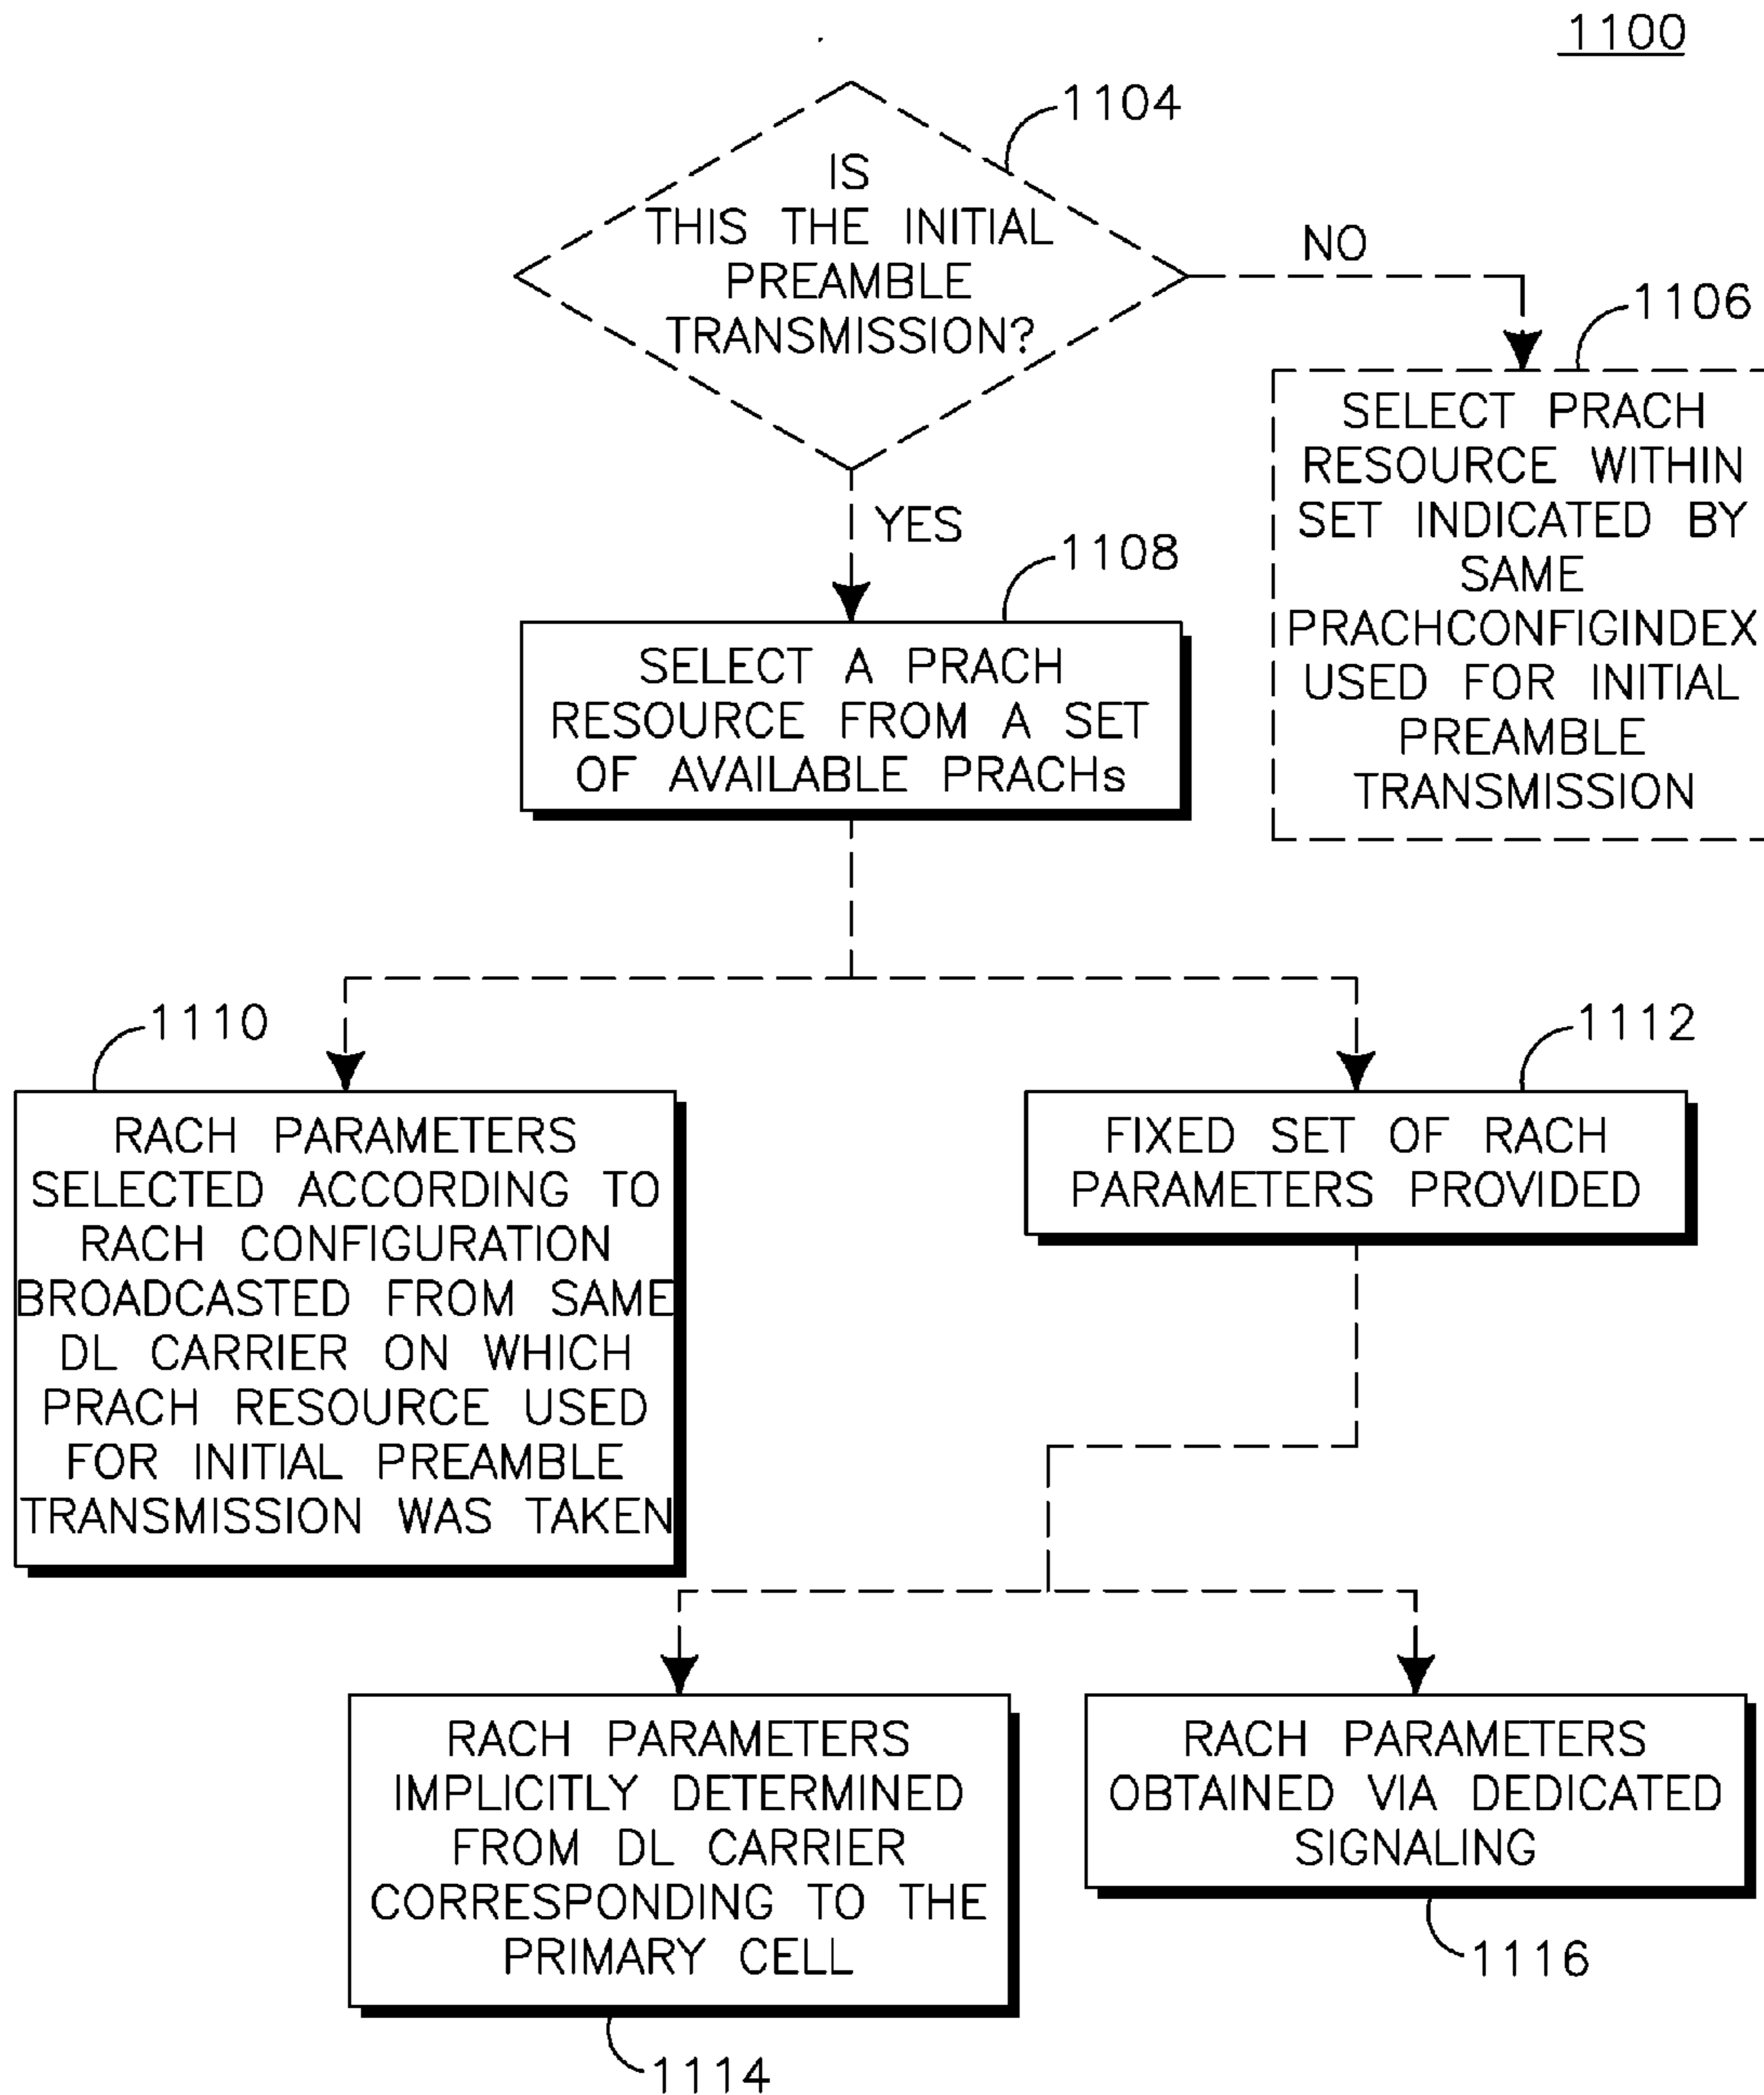 1100
1104
IS
THIS THE INITIAL
PREAMBLE
TRANSMISSION?
NO
1106
SELECT PRACH
RESOURCE WITHIN
SET INDICATED BY
SAME
PRACHCONFIGINDEX
USED FOR INITIAL
PREAMBLE
TRANSMISSION
YES
1108
SELECT A PRACH
RESOURCE FROM A SET
OF AVAILABLE PRACHs
1110
RACH PARAMETERS
SELECTED ACCORDING TO
RACH CONFIGURATION
BROADCASTED FROM SAME
DL CARRIER ON WHICH
PRACH RESOURCE USED
FOR INITIAL PREAMBLE
TRANSMISSION WAS TAKEN
1112
FIXED SET OF RACH
PARAMETERS PROVIDED
RACH PARAMETERS
IMPLICITLY DETERMINED
FROM DL CARRIER
CORRESPONDING TO THE
PRIMARY CELL
1114
RACH PARAMETERS
OBTAINED VIA DEDICATED
SIGNALING
1116